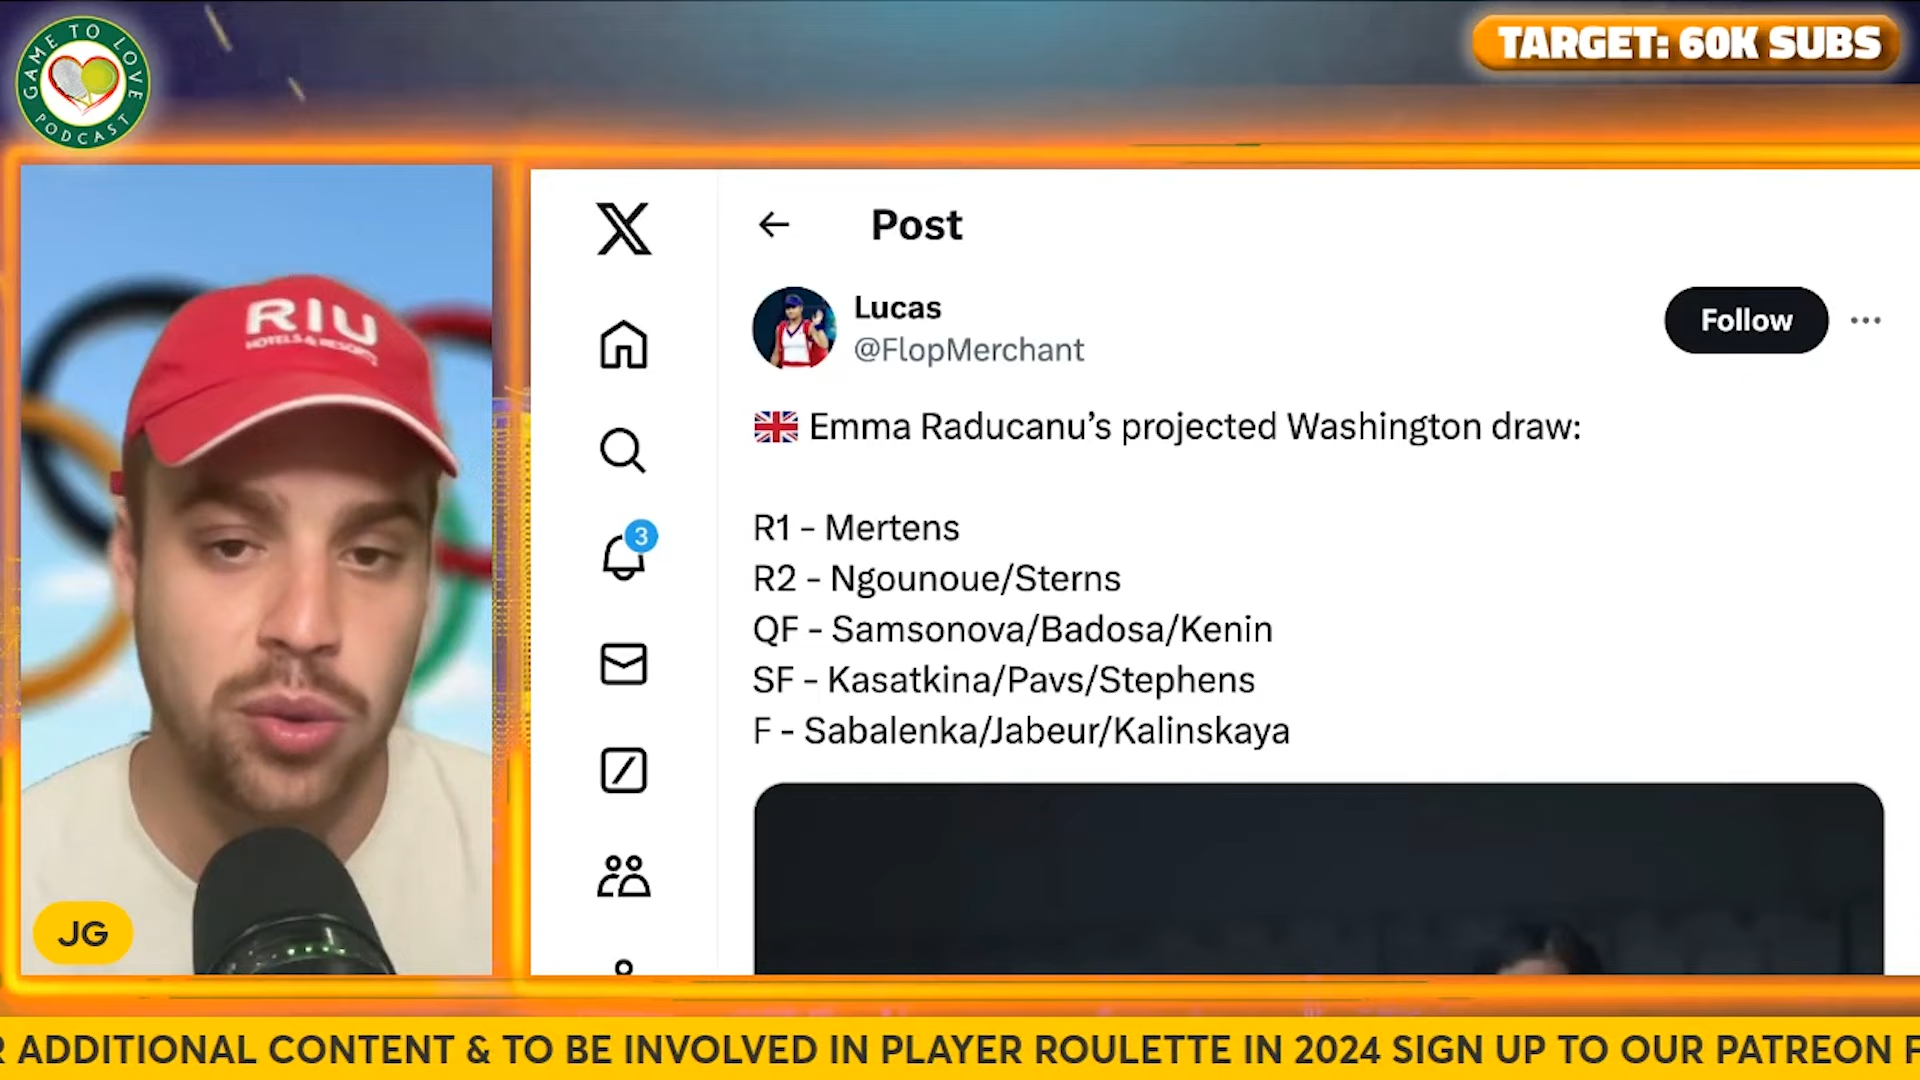 GAME TO LOVE
PODCAST
TARGET: 60K SUBS
RIU
HOTELS & RESORTS
JG
Post
Lucas
@FlopMerchant
Follow
3
🇬🇧 Emma Raducanu’s projected Washington draw:
R1 - Mertens
R2 - Ngounoue/Sterns
QF - Samsonova/Badosa/Kenin
SF - Kasatkina/Pavs/Stephens
F - Sabalenka/Jabeur/Kalinskaya
ADDITIONAL CONTENT & TO BE INVOLVED IN PLAYER ROULETTE IN 2024 SIGN UP TO OUR PATREON